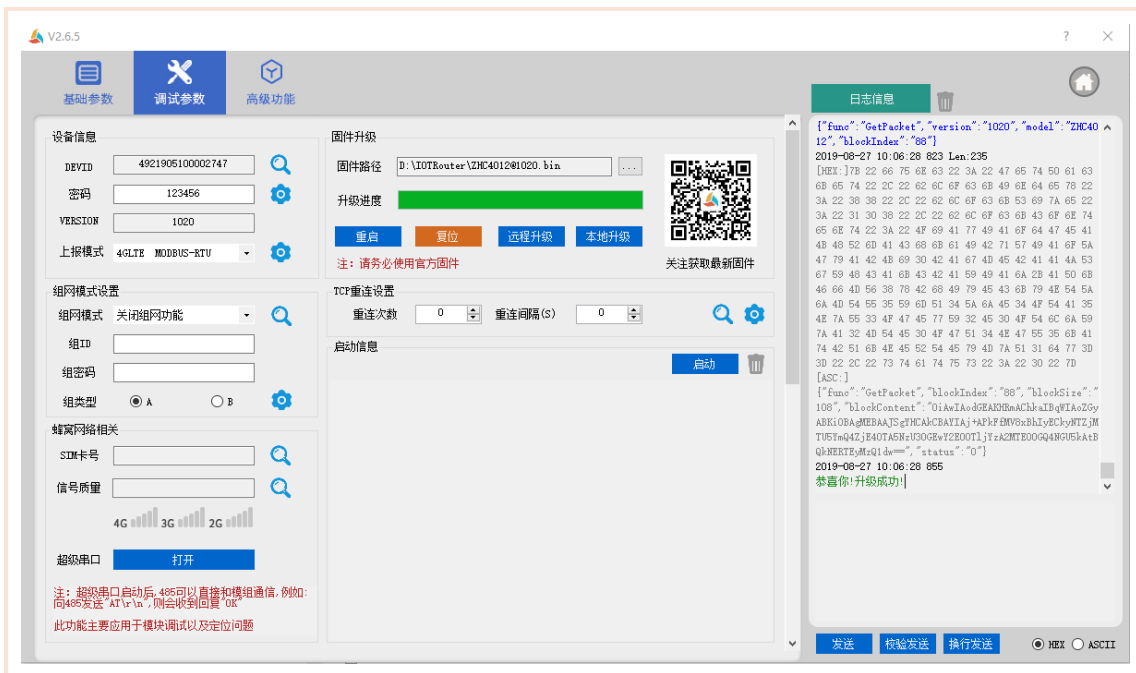 V2.6.5
?
基础参数
调试参数
高级功能
日志信息
设备信息
DEVID 4921905100002747
密码 123456
VERSION 1020
上报模式 4GLTE MODBUS-RTU
组网模式设置
组网模式 关闭组网功能
组ID
组密码
组类型 A B
蜂窝网络相关
SIM卡号
信号质量
4G 3G 2G
超级串口 打开
注: 超级串口启动后,485可以直接和模组通信,例如:
向485发送"AT\r\n",则会收到回复"OK"
此功能主要应用于模块调试以及定位问题
固件升级
固件路径 D:\IOTRouter\ZHC4012@1020.bin ...
升级进度
重启 复位 远程升级 本地升级
注: 请务必使用官方固件
关注获取最新固件
TCP重连设置
重连次数 0 重连间隔(S) 0
启动信息
启动
{"func":"GetPacket","version":"1020","model":"ZHC40
12","blockIndex":"88"}
2019-08-27 10:06:28 823 Len:235
[HEX:]7B 22 66 75 6E 63 22 3A 22 47 65 74 50 61 63
6B 65 74 22 2C 22 62 6C 6F 63 6B 49 6E 64 65 78 22
3A 22 38 38 22 2C 22 62 6C 6F 63 6B 53 69 7A 65 22
3A 22 31 30 38 22 2C 22 62 6C 6F 63 6B 43 6F 6E 74
65 6E 74 22 3A 22 4F 69 41 77 49 41 6F 64 47 45 41
4B 48 52 6D 41 43 68 6B 61 49 42 71 57 49 41 6F 5A
47 79 41 42 4B 69 30 42 41 67 4D 45 42 41 41 4A 53
67 59 48 43 41 6B 43 42 41 59 49 41 6A 2B 41 50 6B
46 66 4D 56 38 78 42 68 49 79 45 43 6B 79 4E 54 5A
6A 4D 54 55 35 59 6D 51 34 5A 6A 45 34 4F 54 41 35
4E 7A 55 33 4F 47 45 77 59 32 45 30 4F 54 6C 6A 59
7A 41 32 4D 54 45 30 4F 47 51 34 4E 47 55 35 6B 41
74 42 51 6B 4E 45 52 54 45 79 4D 7A 51 31 64 77 3D
3D 22 2C 22 73 74 61 74 75 73 22 3A 22 30 22 7D
[ASC:]
{"func":"GetPacket","blockIndex":"88","blockSize":"
108","blockContent":"OiAwIAodGEAKHRmAChkaIBqWIAoZGy
ABKi0BAgMEBAAJSgYHCAkCBAYIAj+APkFfMV8xBhIyECkyNTZjM
TU5YmQ4ZjE4OTA5NzU3OGEwY2E0OTljYzA2MTE0OGQ4NGU5kAtB
QkNERTEyMzQ1dw==","status":"0"}
2019-08-27 10:06:28 855
恭喜你!升级成功!
发送 校验发送 换行发送 HEX ASCII